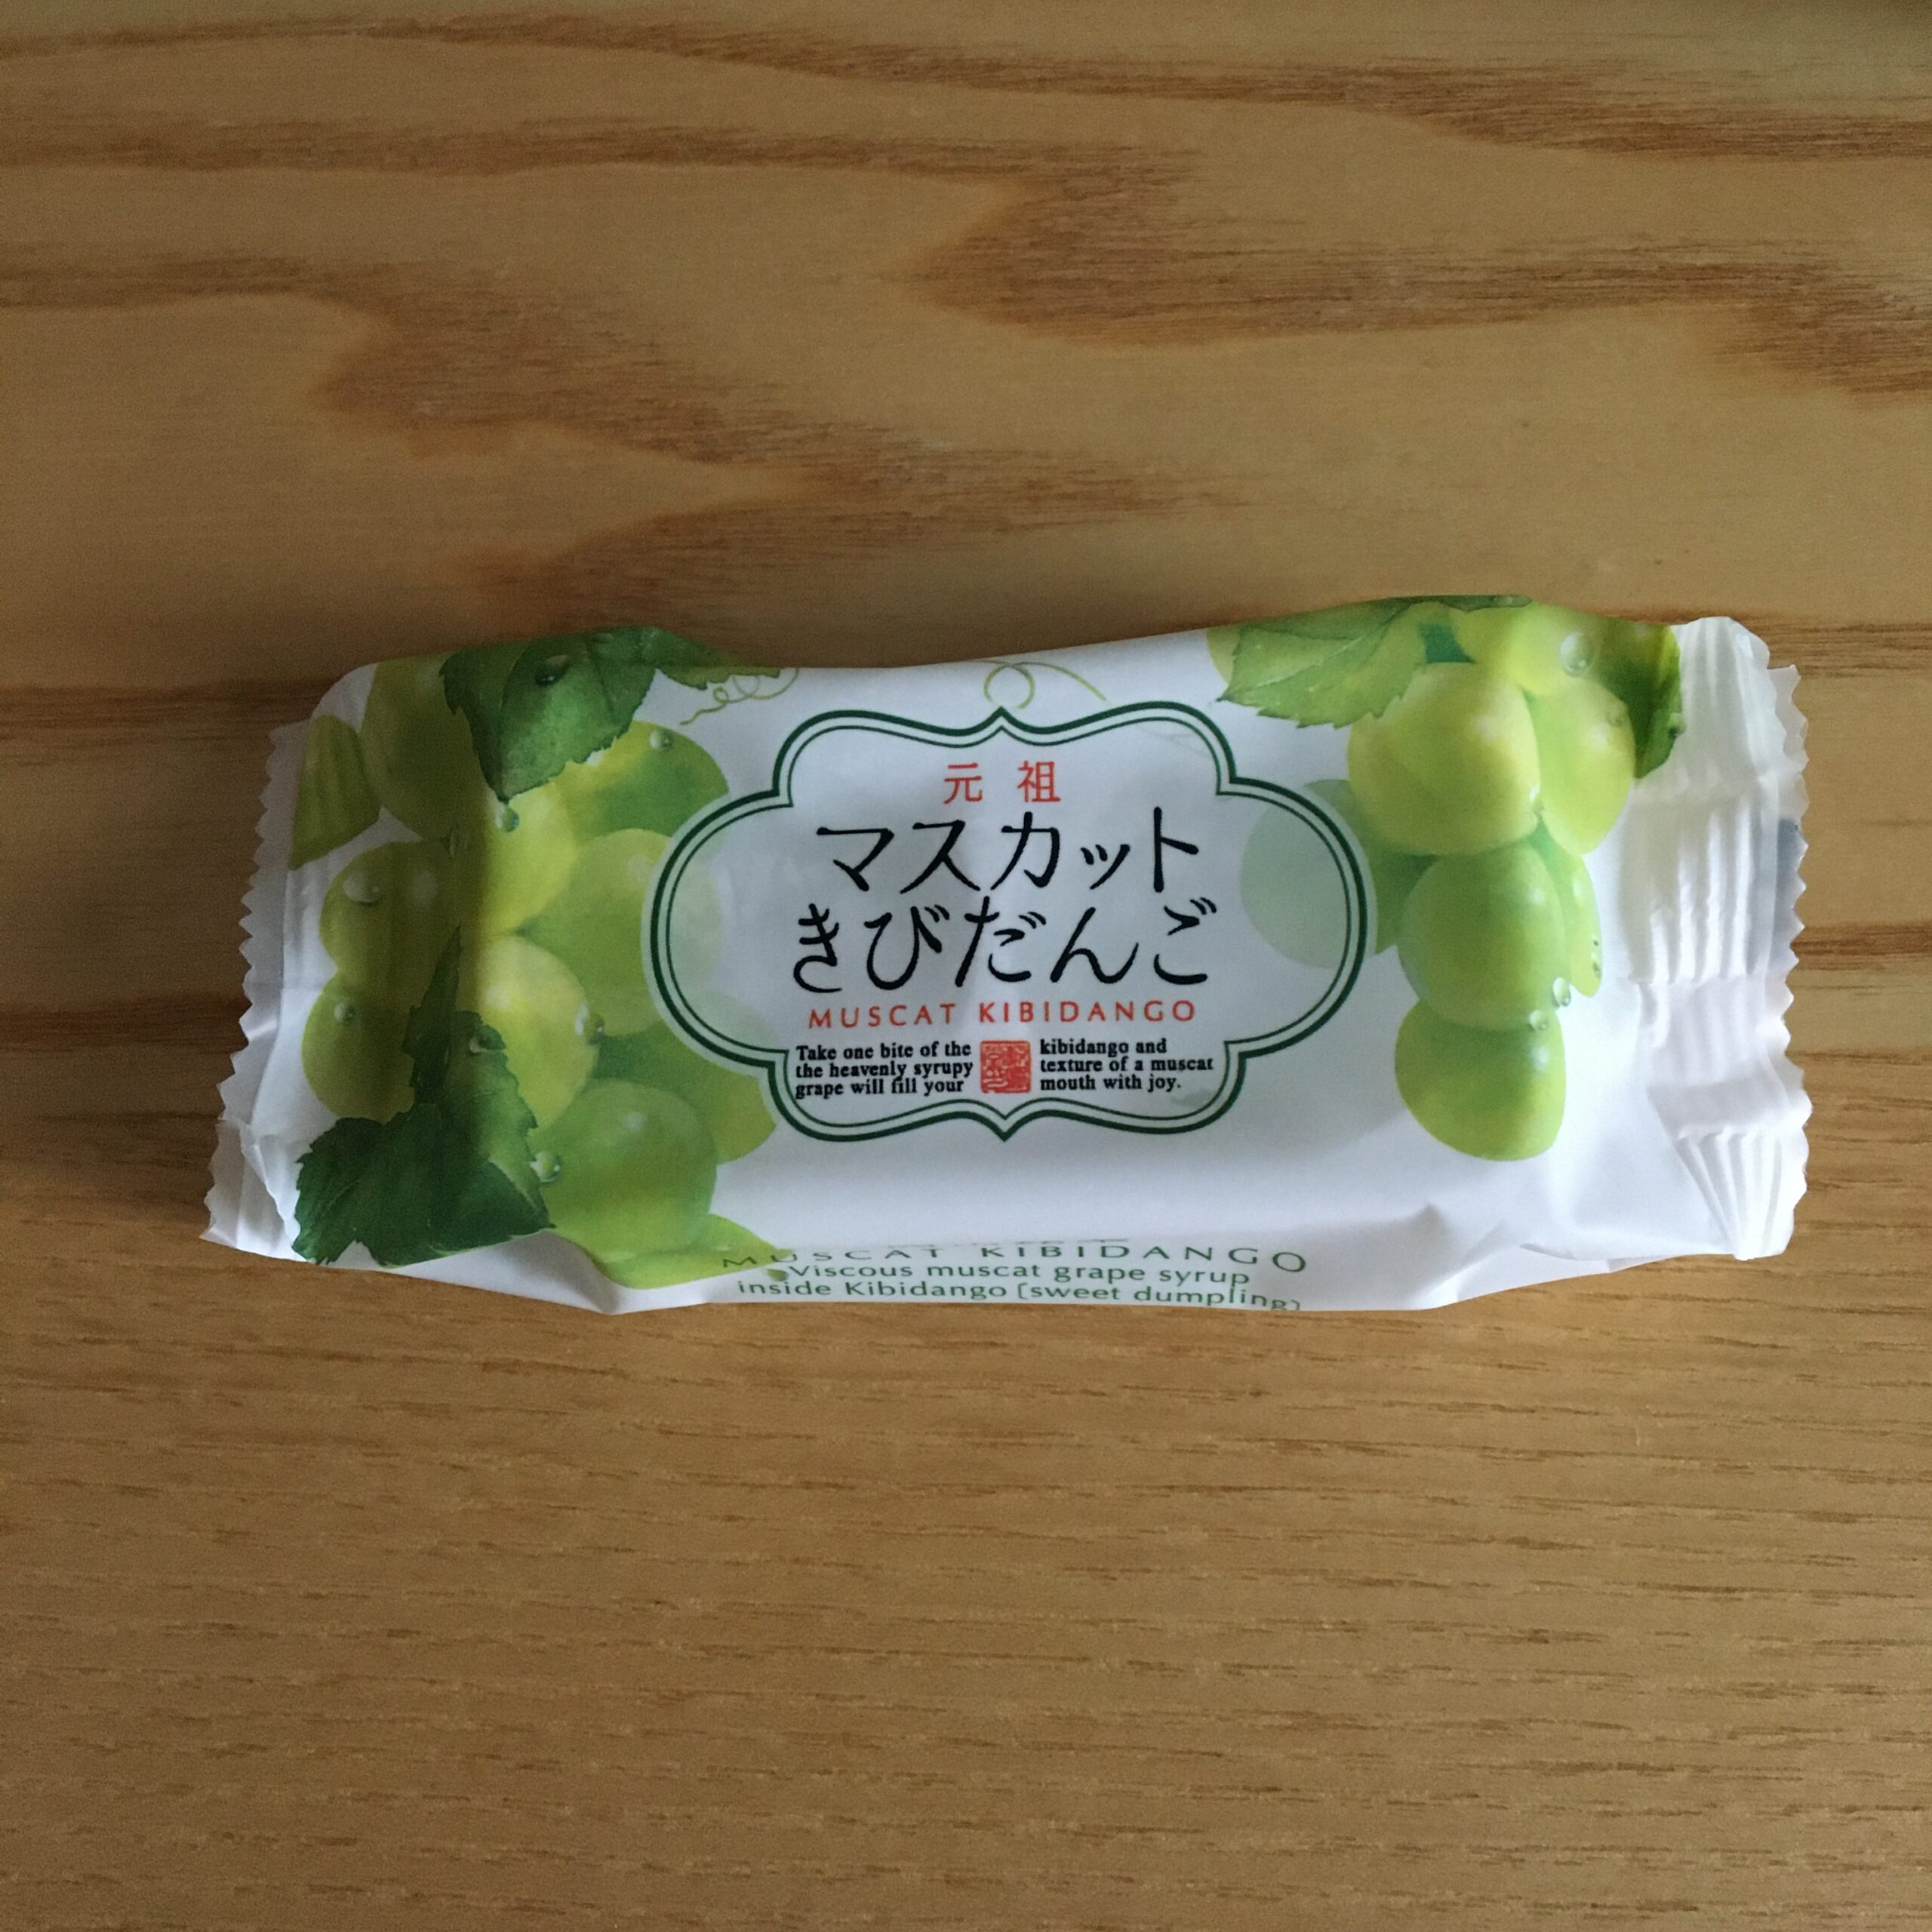 元祖
マスカット
きびだんご
MUSCAT KIBIDANGO
Take one bite of the kibidango and
the heavenly syrupy texture of a muscat
grape will fill your mouth with joy.
MUSCAT KIBIDANGO
Viscous muscat grape syrup
inside Kibidango (sweet dumpling)